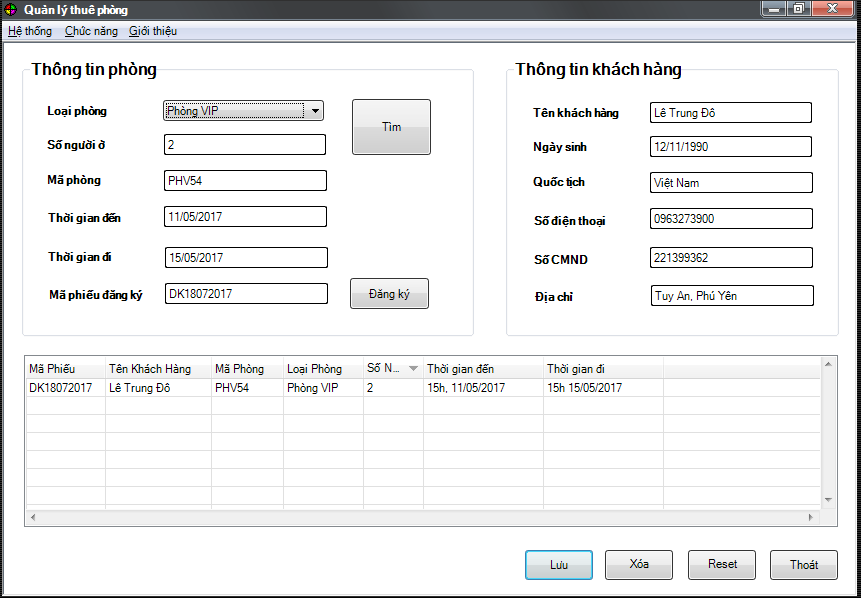 Quản lý thuê phòng
Hệ thống Chức năng Giới thiệu
Thông tin phòng
Loại phòng Phòng VIP
Tìm
Số người ở 2
Mã phòng PHV54
Thời gian đến 11/05/2017
Thời gian đi 15/05/2017
Mã phiếu đăng ký DK18072017
Đăng ký
Thông tin khách hàng
Tên khách hàng Lê Trung Đô
Ngày sinh 12/11/1990
Quốc tịch Việt Nam
Số điện thoại 0963273900
Số CMND 221399362
Địa chỉ Tuy An, Phú Yên
Mã Phiếu Tên Khách Hàng Mã Phòng Loại Phòng Số N... Thời gian đến Thời gian đi
DK18072017 Lê Trung Đô PHV54 Phòng VIP 2 15h, 11/05/2017 15h 15/05/2017
Lưu Xóa Reset Thoát